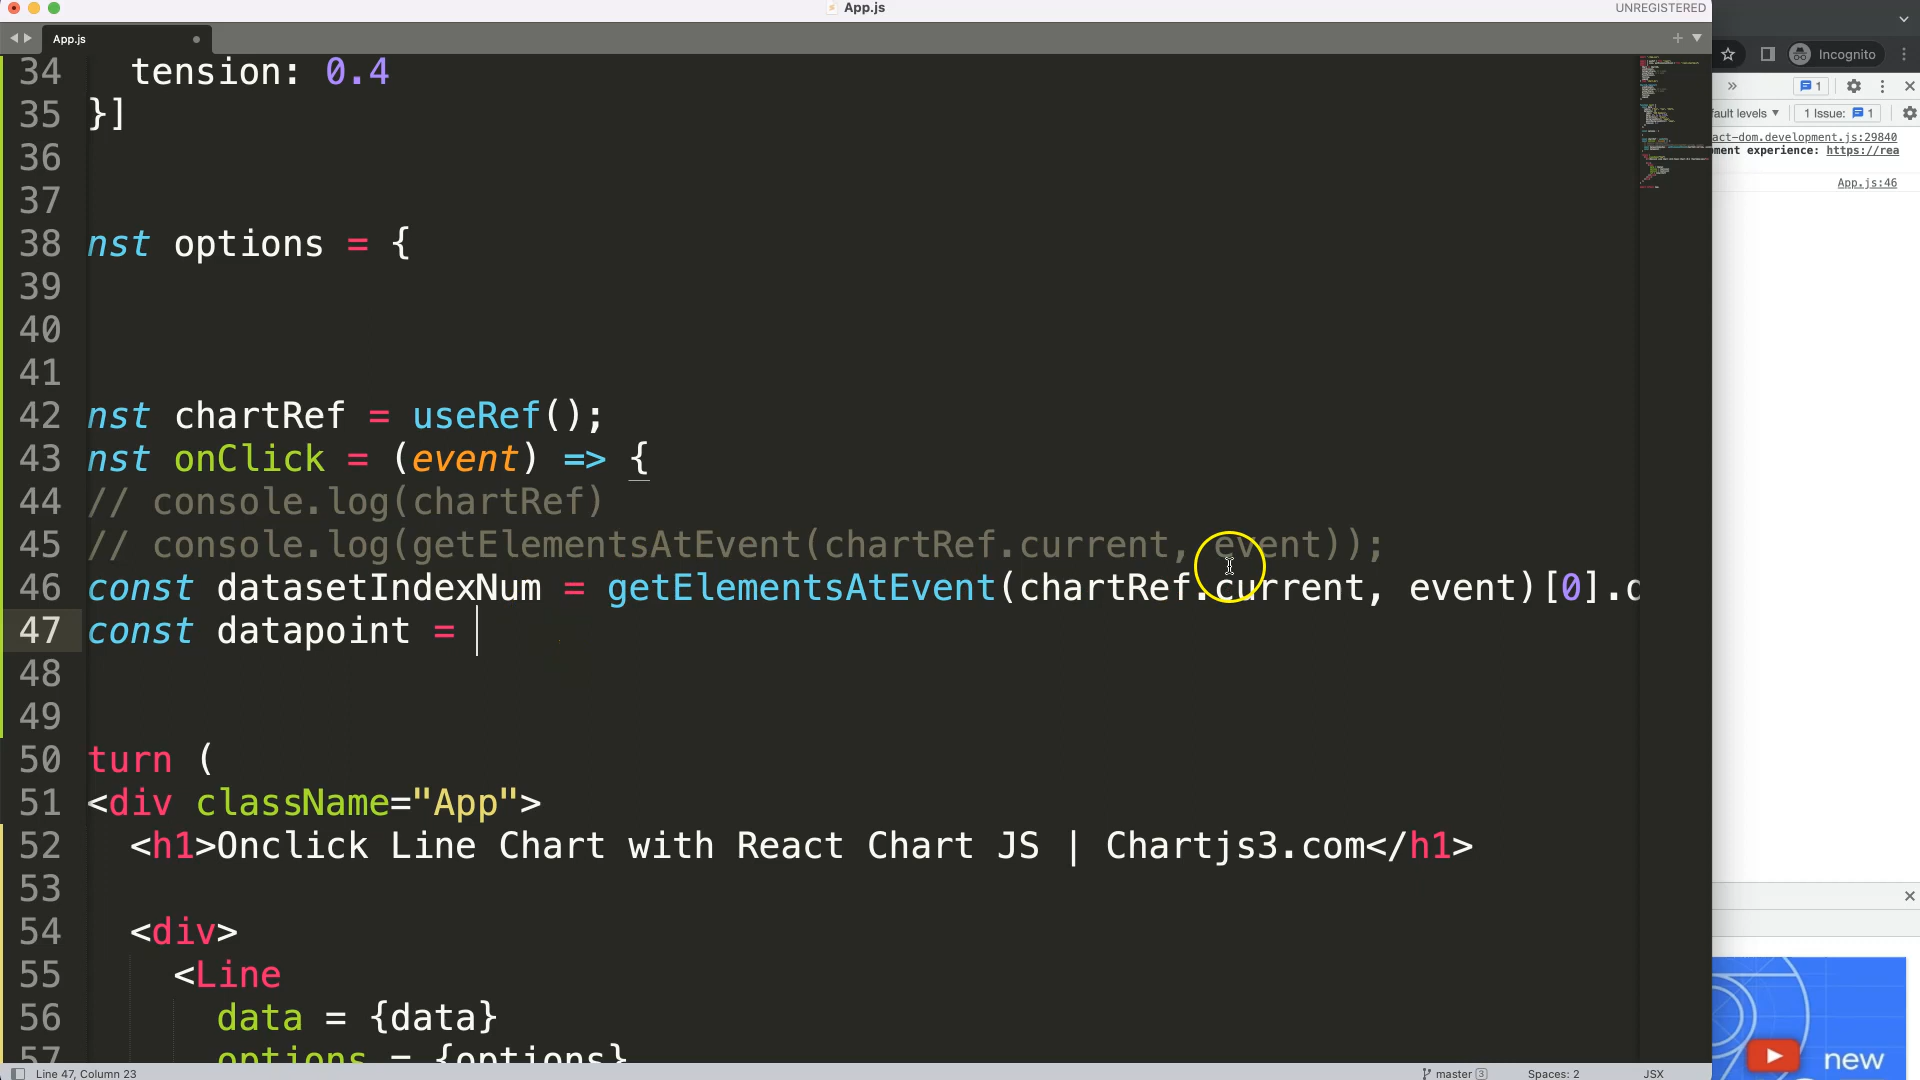 App.js
UNREGISTERED
App.js
Incognito
34 tension: 0.4
35 }]
36
37
38 nst options = {
39
40
41
42 nst chartRef = useRef();
43 nst onClick = (event) => {
44 // console.log(chartRef)
45 // console.log(getElementsAtEvent(chartRef.current, event));
46 const datasetIndexNum = getElementsAtEvent(chartRef.current, event)[0].d
47 const datapoint =
48
49
50 turn (
51 <div className="App">
52 <h1>Onclick Line Chart with React Chart JS | Chartjs3.com</h1>
53
54 <div>
55 <Line
56 data = {data}
57 options = {options}
1
fault levels
1 Issue: 1
act-dom.development.js:29840
ment experience: https://rea
App.js:46
new
Line 47, Column 23
master 3
Spaces: 2
JSX